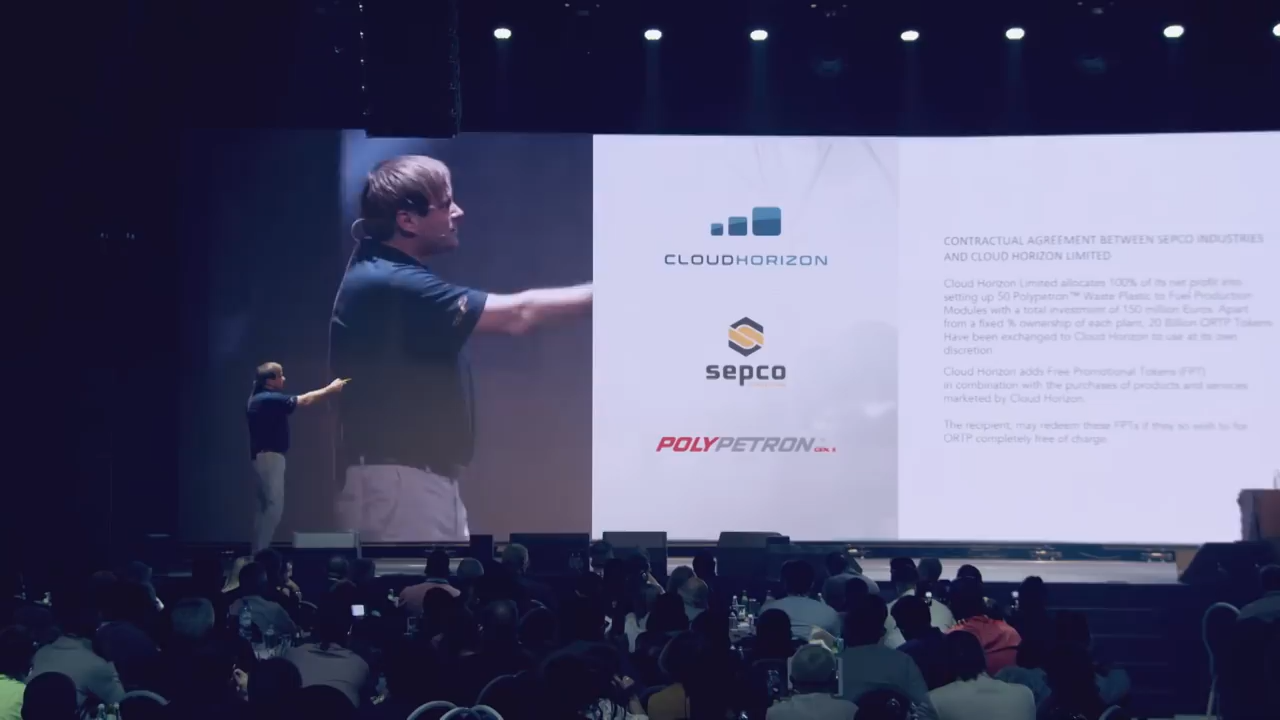 CLOUDHORIZON
sepco
POLYPETRON GEN. II
CONTRACTUAL AGREEMENT BETWEEN SEPCO INDUSTRIES
AND CLOUD HORIZON LIMITED
Cloud Horizon Limited allocates 100% of its net profit into
setting up 50 Polypetron™ Waste Plastic to Fuel Production
Modules with a total investment of 150 million Euros. Apart
from a fixed % ownership of each plant, 20 Billion ORTP Tokens
Have been exchanged to Cloud Horizon to use at its own
discretion.
Cloud Horizon adds Free Promotional Tokens (FPT)
in combination with the purchases of products and services
marketed by Cloud Horizon.
The recipient, may redeem these FPTs if they so wish to for
ORTP completely free of charge.